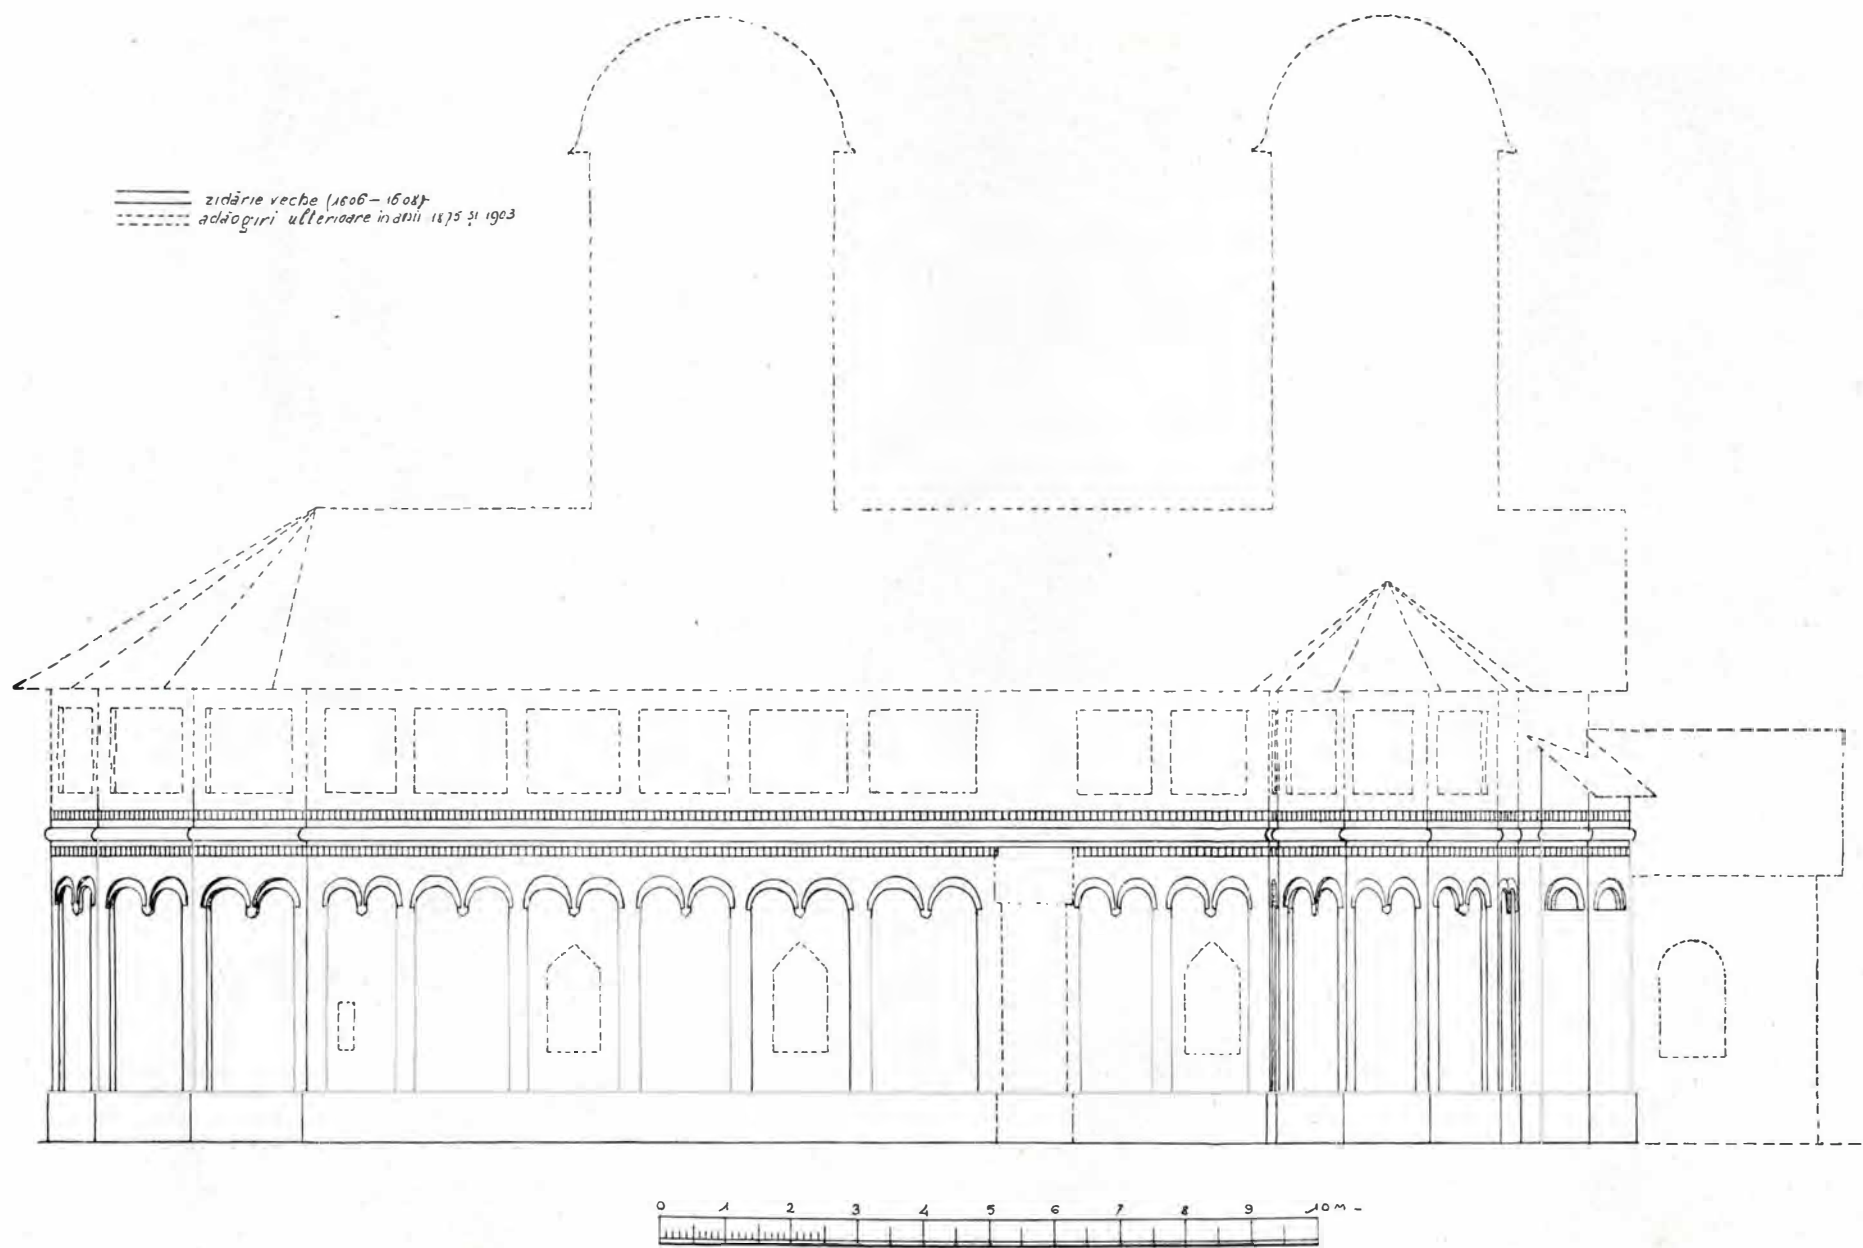 zidărie veche (1606 – 1608)
adăogiri ulterioare in anii 1875 și 1903
0 1 2 3 4 5 6 7 8 9 10 m